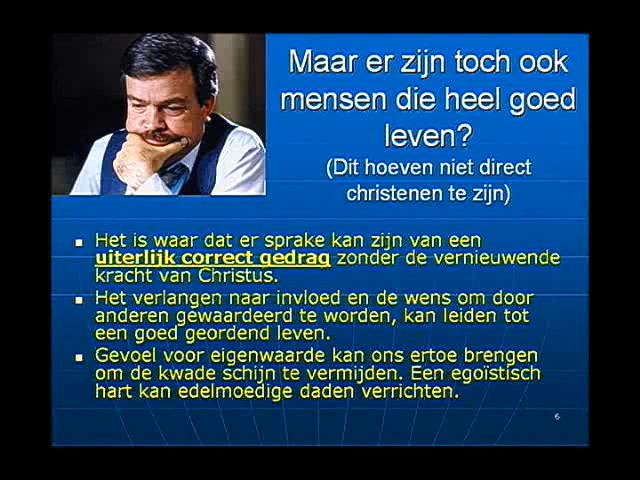 Maar er zijn toch ook
mensen die heel goed
leven?
(Dit hoeven niet direct
christenen te zijn)
Het is waar dat er sprake kan zijn van een
uiterlijk correct gedrag zonder de vernieuwende
kracht van Christus.
Het verlangen naar invloed en de wens om door
anderen gewaardeerd te worden, kan leiden tot
een goed geordend leven.
Gevoel voor eigenwaarde kan ons ertoe brengen
om de kwade schijn te vermijden. Een egoïstisch
hart kan edelmoedige daden verrichten.
6